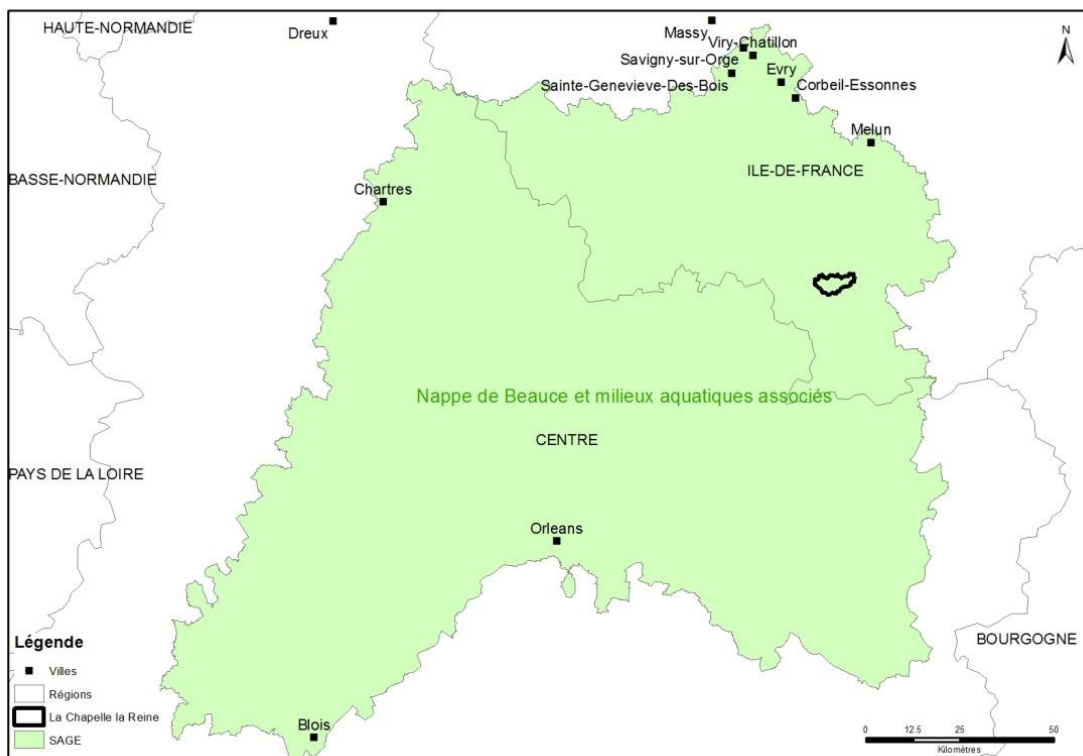 HAUTE-NORMANDIE
Dreux
Massy
N
Viry-Chatillon
Savigny-sur-Orge
Evry
Sainte-Genevieve-Des-Bois
Corbeil-Essonnes
Melun
BASSE-NORMANDIE
ILE-DE-FRANCE
Chartres
Nappe de Beauce et milieux aquatiques associés
CENTRE
PAYS DE LA LOIRE
Orleans
BOURGOGNE
Légende
Villes
Régions
La Chapelle la Reine
SAGE
Blois
0 12.5 25 50
Kilomètres